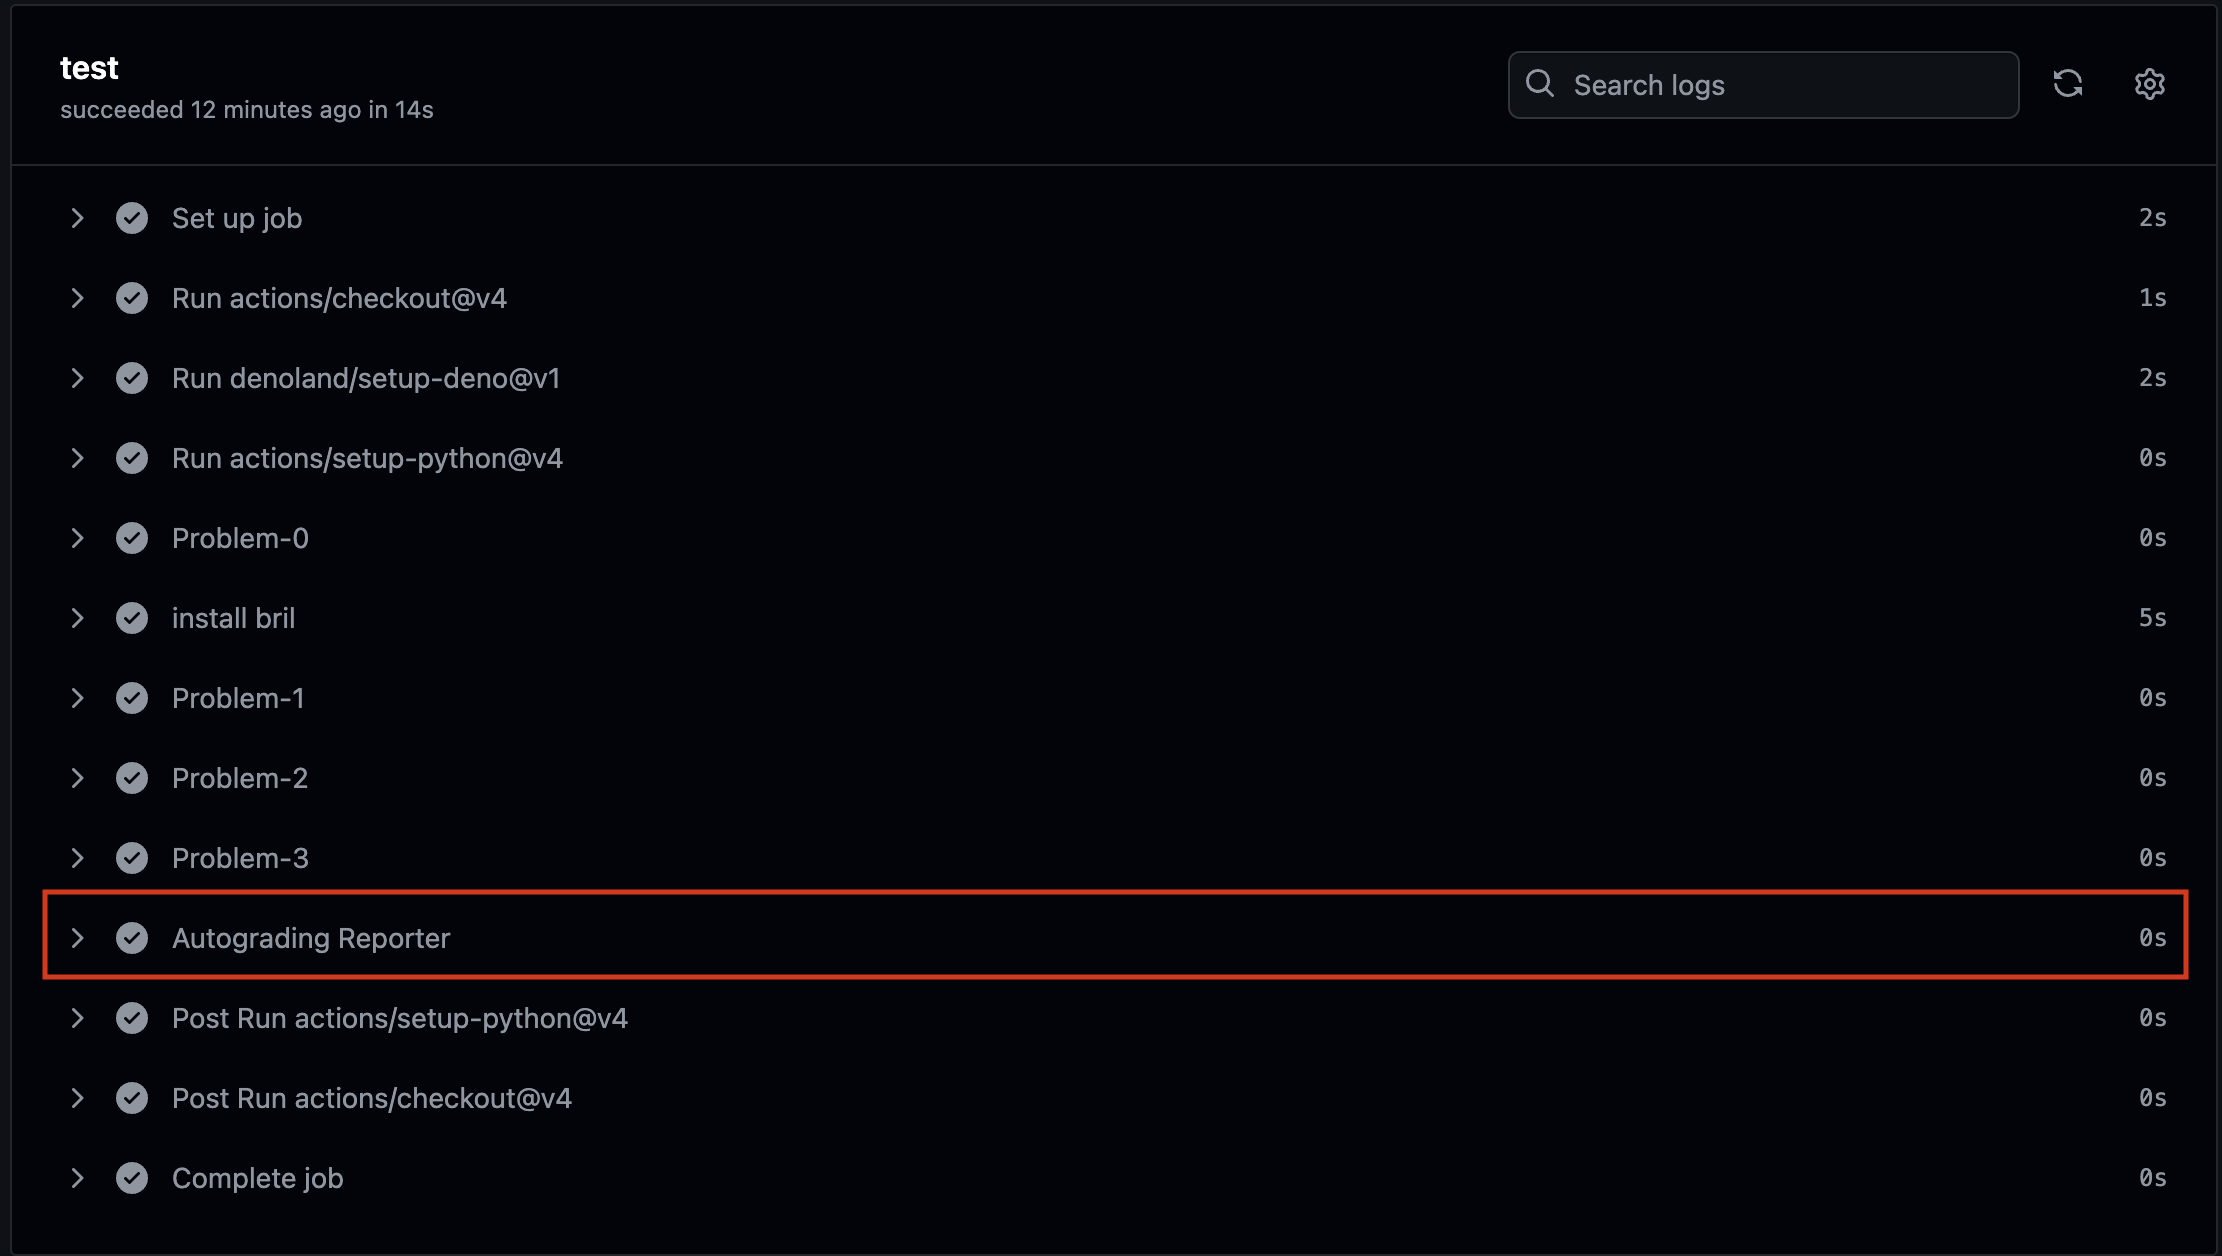 test
succeeded 12 minutes ago in 14s
Search logs
Set up job 2s
Run actions/checkout@v4 1s
Run denoland/setup-deno@v1 2s
Run actions/setup-python@v4 0s
Problem-0 0s
install bril 5s
Problem-1 0s
Problem-2 0s
Problem-3 0s
Autograding Reporter 0s
Post Run actions/setup-python@v4 0s
Post Run actions/checkout@v4 0s
Complete job 0s